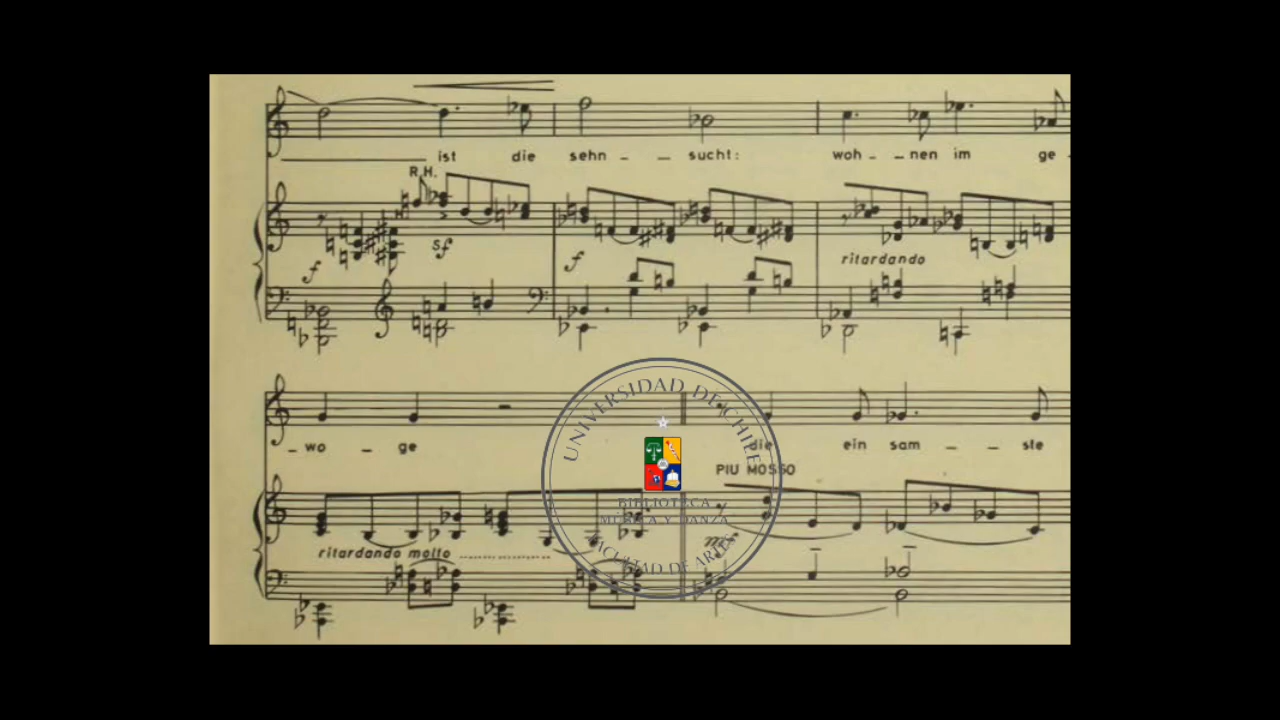 ist die sehn - - sucht: woh - - nen im ge -
R.H.
sf
f
f
ritardando
- wo - ge die ein sam - - ste
PIU MOSSO
ritardando molto
UNIVERSIDAD DE CHILE
BIBLIOTECA
MÚSICA Y DANZA
FACULTAD DE ARTES